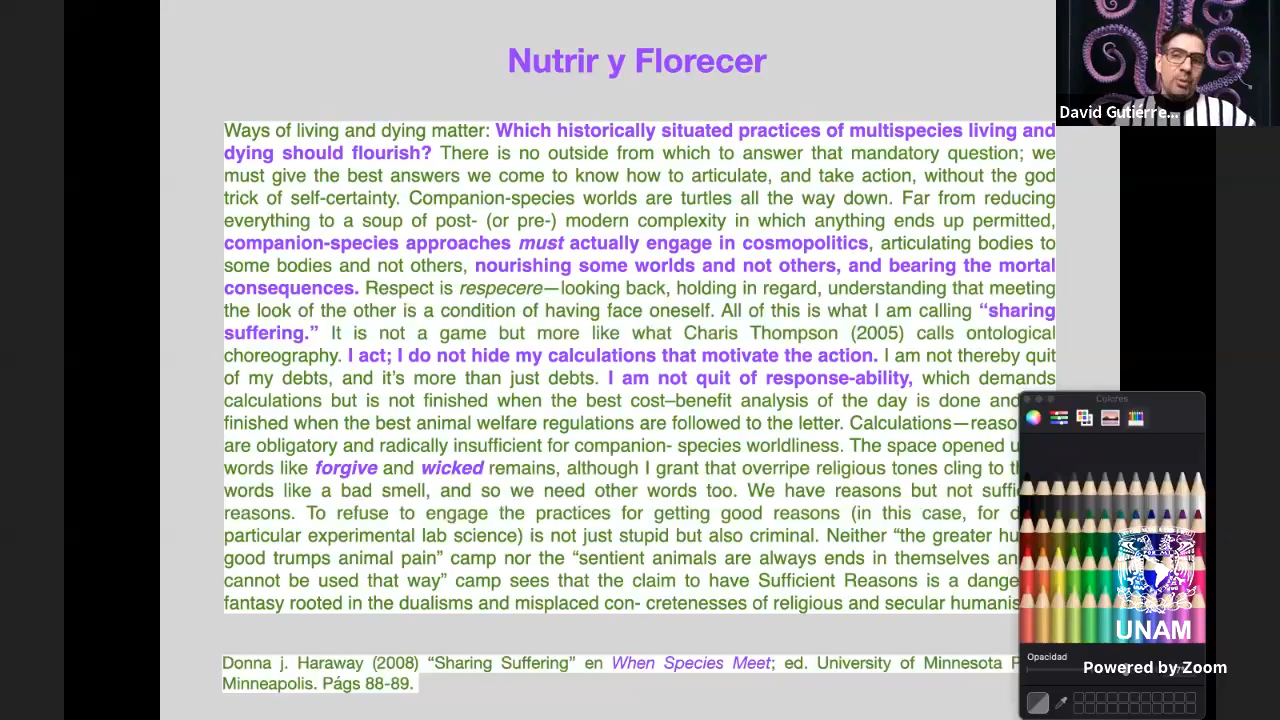 Nutrir y Florecer
David Gutiérre...
Ways of living and dying matter: Which historically situated practices of multispecies living and
dying should flourish? There is no outside from which to answer that mandatory question; we
must give the best answers we come to know how to articulate, and take action, without the god
trick of self-certainty. Companion-species worlds are turtles all the way down. Far from reducing
everything to a soup of post- (or pre-) modern complexity in which anything ends up permitted,
companion-species approaches must actually engage in cosmopolitics, articulating bodies to
some bodies and not others, nourishing some worlds and not others, and bearing the mortal
consequences. Respect is respecere—looking back, holding in regard, understanding that meeting
the look of the other is a condition of having face oneself. All of this is what I am calling “sharing
suffering.” It is not a game but more like what Charis Thompson (2005) calls ontological
choreography. I act; I do not hide my calculations that motivate the action. I am not thereby quit
of my debts, and it’s more than just debts. I am not quit of response-ability, which demands
calculations but is not finished when the best cost–benefit analysis of the day is done and
finished when the best animal welfare regulations are followed to the letter. Calculations—reaso
are obligatory and radically insufficient for companion- species worldliness. The space opened u
words like forgive and wicked remains, although I grant that overripe religious tones cling to th
words like a bad smell, and so we need other words too. We have reasons but not suffi
reasons. To refuse to engage the practices for getting good reasons (in this case, for d
particular experimental lab science) is not just stupid but also criminal. Neither “the greater hu
good trumps animal pain” camp nor the “sentient animals are always ends in themselves an
cannot be used that way” camp sees that the claim to have Sufficient Reasons is a dange
fantasy rooted in the dualisms and misplaced con- cretenesses of religious and secular humanis
Donna j. Haraway (2008) “Sharing Suffering” en When Species Meet; ed. University of Minnesota P
Minneapolis. Págs 88-89.
Colores
UNAM
Opacidad
Powered by Zoom